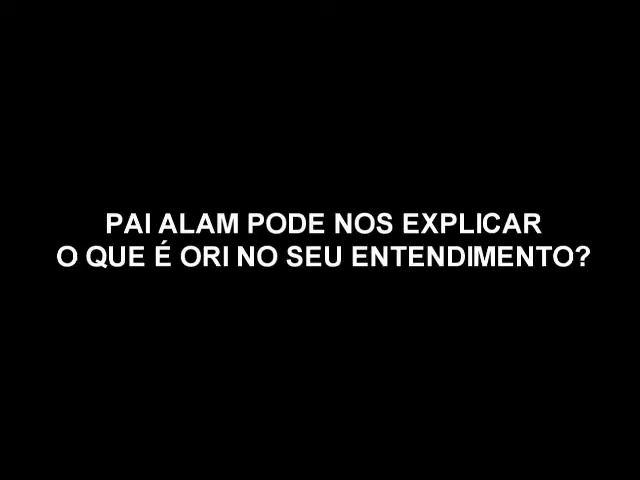 PAI ALAM PODE NOS EXPLICAR
O QUE É ORI NO SEU ENTENDIMENTO?